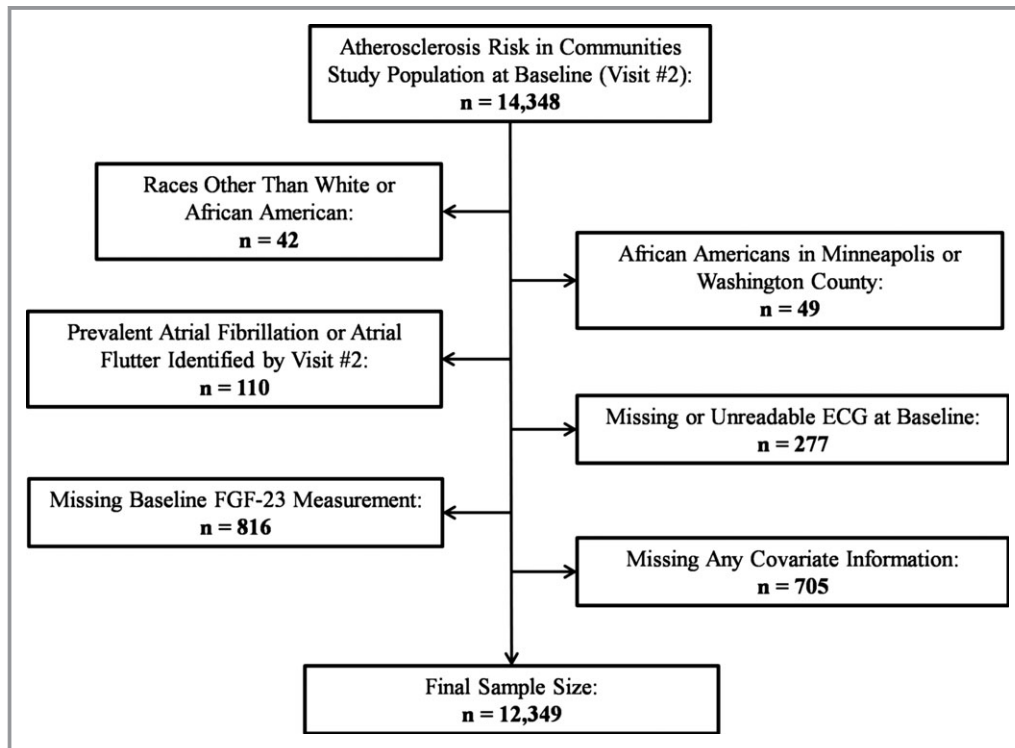 Atherosclerosis Risk in Communities
Study Population at Baseline (Visit #2):
n = 14,348
Races Other Than White or
African American:
n = 42
African Americans in Minneapolis or
Washington County:
n = 49
Prevalent Atrial Fibrillation or Atrial
Flutter Identified by Visit #2:
n = 110
Missing or Unreadable ECG at Baseline:
n = 277
Missing Baseline FGF-23 Measurement:
n = 816
Missing Any Covariate Information:
n = 705
Final Sample Size:
n = 12,349